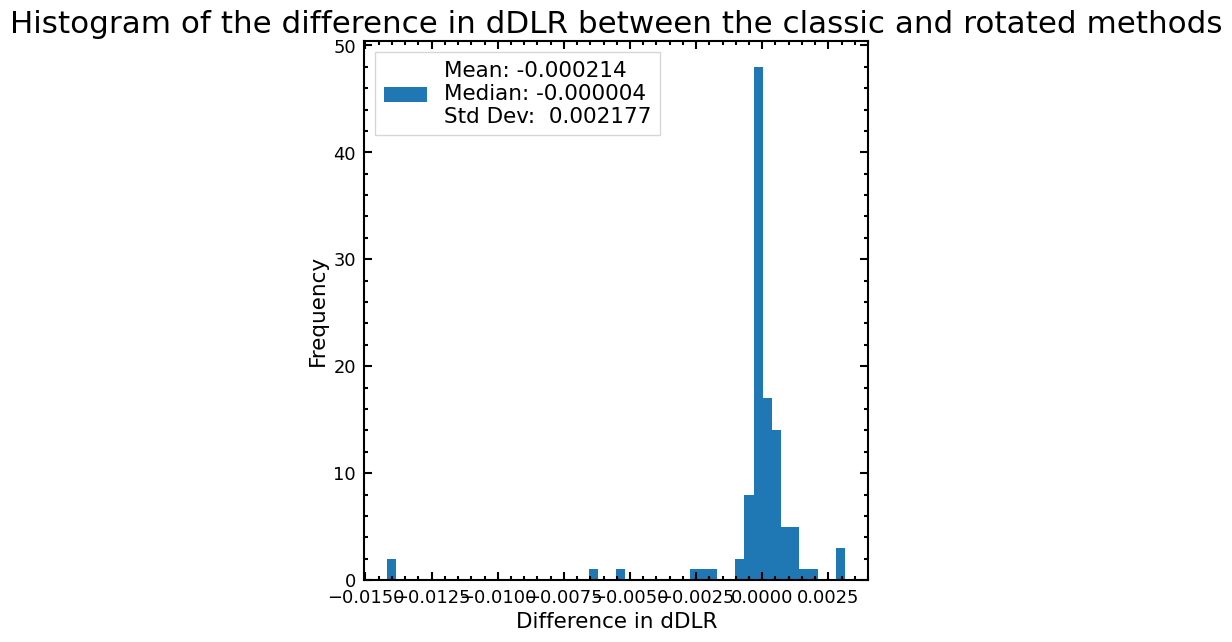 Histogram of the difference in dDLR between the classic and rotated methods
50
Mean: -0.000214
Median: -0.000004
Std Dev:  0.002177
40
30
20
10
0
Frequency
−0.0150 −0.0125 −0.0100 −0.0075 −0.0050 −0.0025 0.0000 0.0025
Difference in dDLR